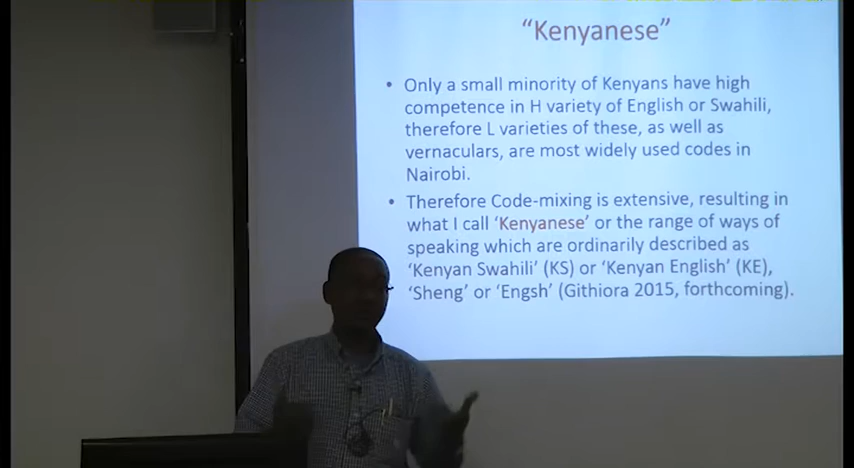 “Kenyanese”
• Only a small minority of Kenyans have high
competence in H variety of English or Swahili,
therefore L varieties of these, as well as
vernaculars, are most widely used codes in
Nairobi.
• Therefore Code-mixing is extensive, resulting in
what I call ‘Kenyanese’ or the range of ways of
speaking which are ordinarily described as
‘Kenyan Swahili’ (KS) or ‘Kenyan English’ (KE),
‘Sheng’ or ‘Engsh’ (Githiora 2015, forthcoming).